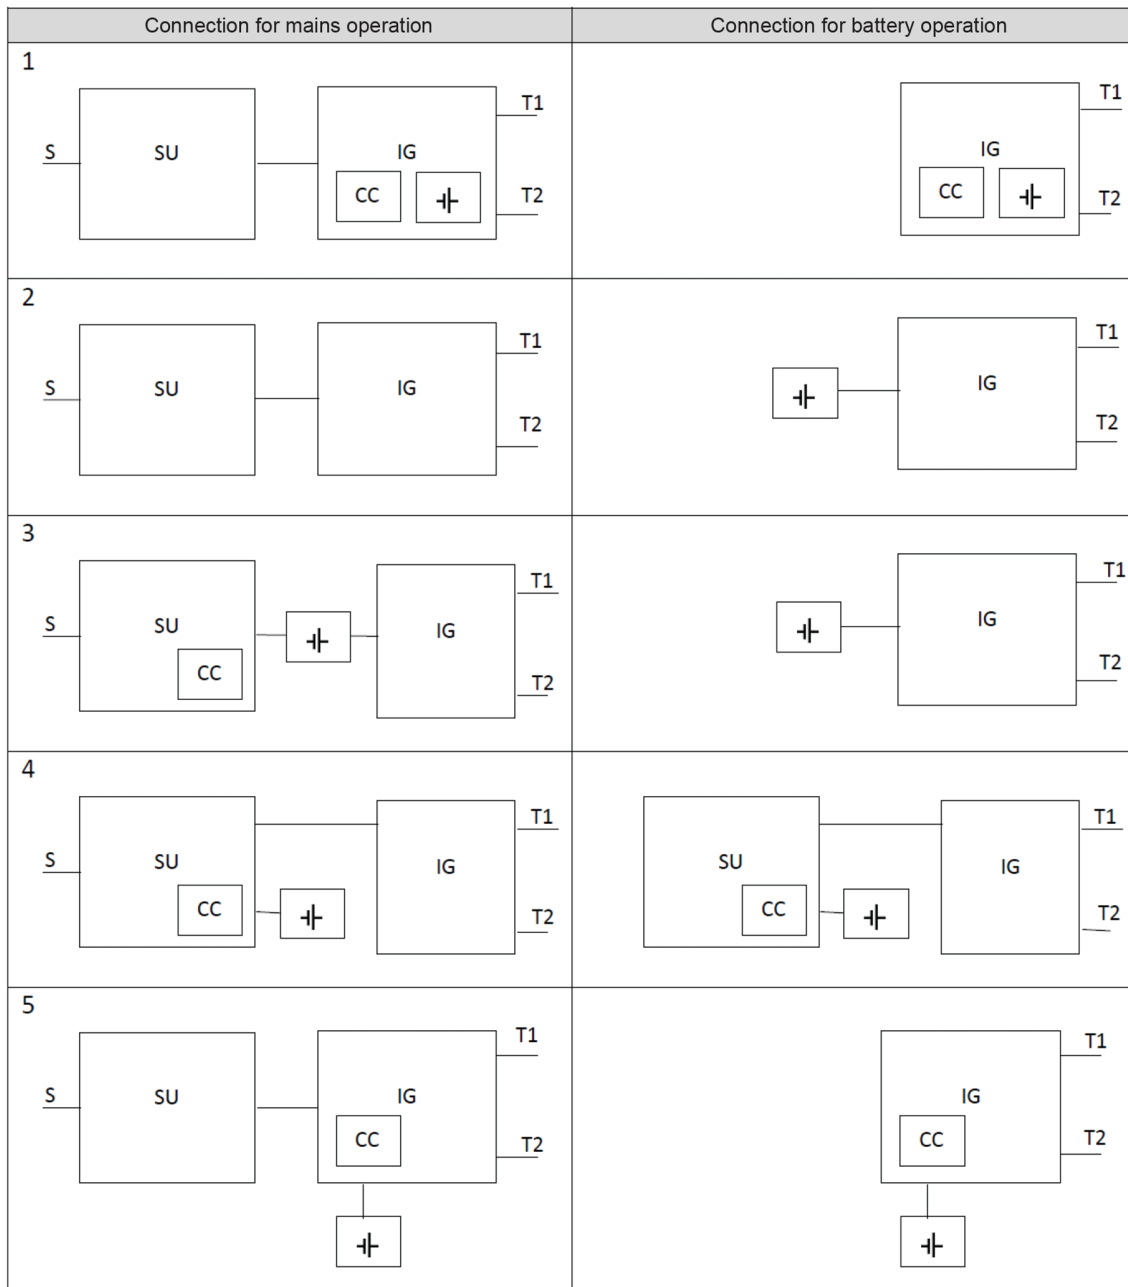 Connection for mains operation
Connection for battery operation
1
S
SU
IG
CC
T1
T2
IG
CC
T1
T2
2
S
SU
IG
T1
T2
IG
T1
T2
3
S
SU
CC
IG
T1
T2
IG
T1
T2
4
S
SU
CC
IG
T1
T2
SU
CC
IG
T1
T2
5
S
SU
IG
CC
T1
T2
IG
CC
T1
T2